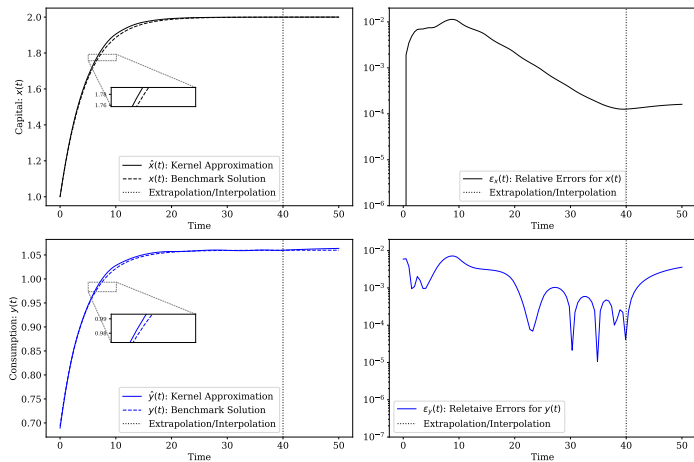 2.0
1.8
1.6
1.4
1.2
1.0
Capital: x(t)
1.78
1.76
x̂(t): Kernel Approximation
x(t): Benchmark Solution
Extrapolation/Interpolation
0 10 20 30 40 50
Time
10⁻²
10⁻³
10⁻⁴
10⁻⁵
10⁻⁶
εₓ(t): Relative Errors for x(t)
Extrapolation/Interpolation
0 10 20 30 40 50
Time
1.05
1.00
0.95
0.90
0.85
0.80
0.75
0.70
Consumption: y(t)
0.99
0.98
ŷ(t): Kernel Approximation
y(t): Benchmark Solution
Extrapolation/Interpolation
0 10 20 30 40 50
Time
10⁻²
10⁻³
10⁻⁴
10⁻⁵
10⁻⁶
10⁻⁷
ε_y(t): Reletaive Errors for y(t)
Extrapolation/Interpolation
0 10 20 30 40 50
Time